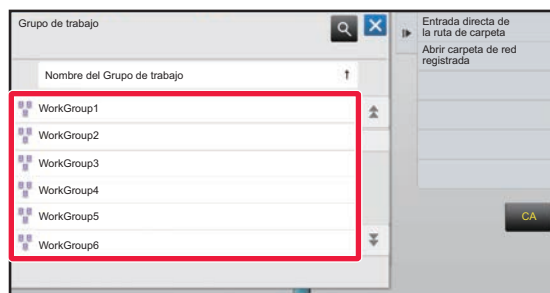 Grupo de trabajo
Nombre del Grupo de trabajo
WorkGroup1
WorkGroup2
WorkGroup3
WorkGroup4
WorkGroup5
WorkGroup6
Entrada directa de
la ruta de carpeta
Abrir carpeta de red
registrada
CA